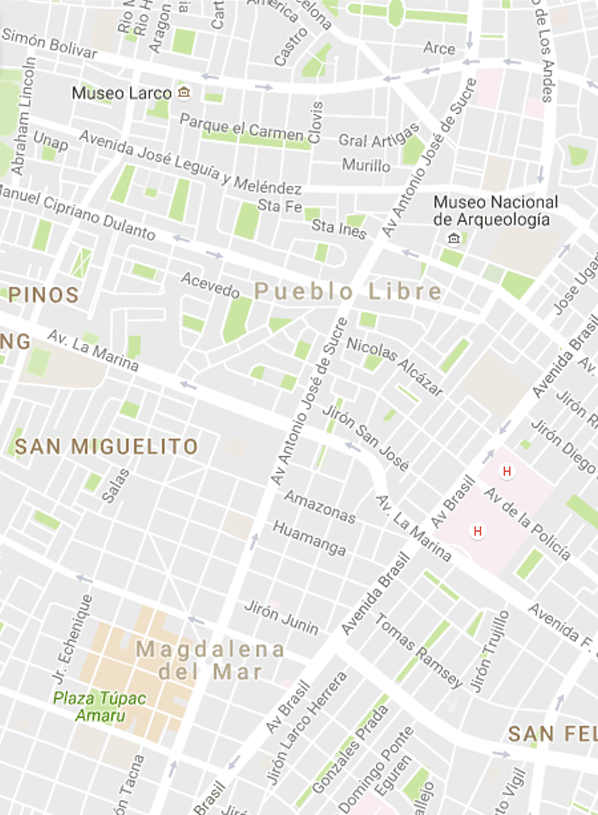 América
Castro
Arce
Simón Bolivar
Aragon
Museo Larco
Clovis
Parque el Carmen
Gral Artigas
Murillo
Abraham Lincoln
Unap
Avenida José Leguía y Meléndez
Av Antonio José de Sucre
de Los Andes
Sta Fe
Sta Ines
Manuel Cipriano Dulanto
Museo Nacional
de Arqueología
Acevedo
Pueblo Libre
PINOS
Av. La Marina
Nicolas Alcázar
Avenida Brasil
Av Antonio José de Sucre
Jirón San José
SAN MIGUELITO
Salas
Jirón Diego
H
H
Av Brasil
Av de la Policía
Amazonas
Huamanga
Av. La Marina
Avenida Brasil
Jirón Junín
Jr. Echenique
Magdalena
del Mar
Tomas Ramsey
Jirón Trujillo
Avenida F.
Plaza Túpac
Amaru
Av Brasil
Jirón Larco Herrera
Gonzales Prada
Domingo Ponte
Eguren
SAN FEL
Tacna
Brasil
Vigil